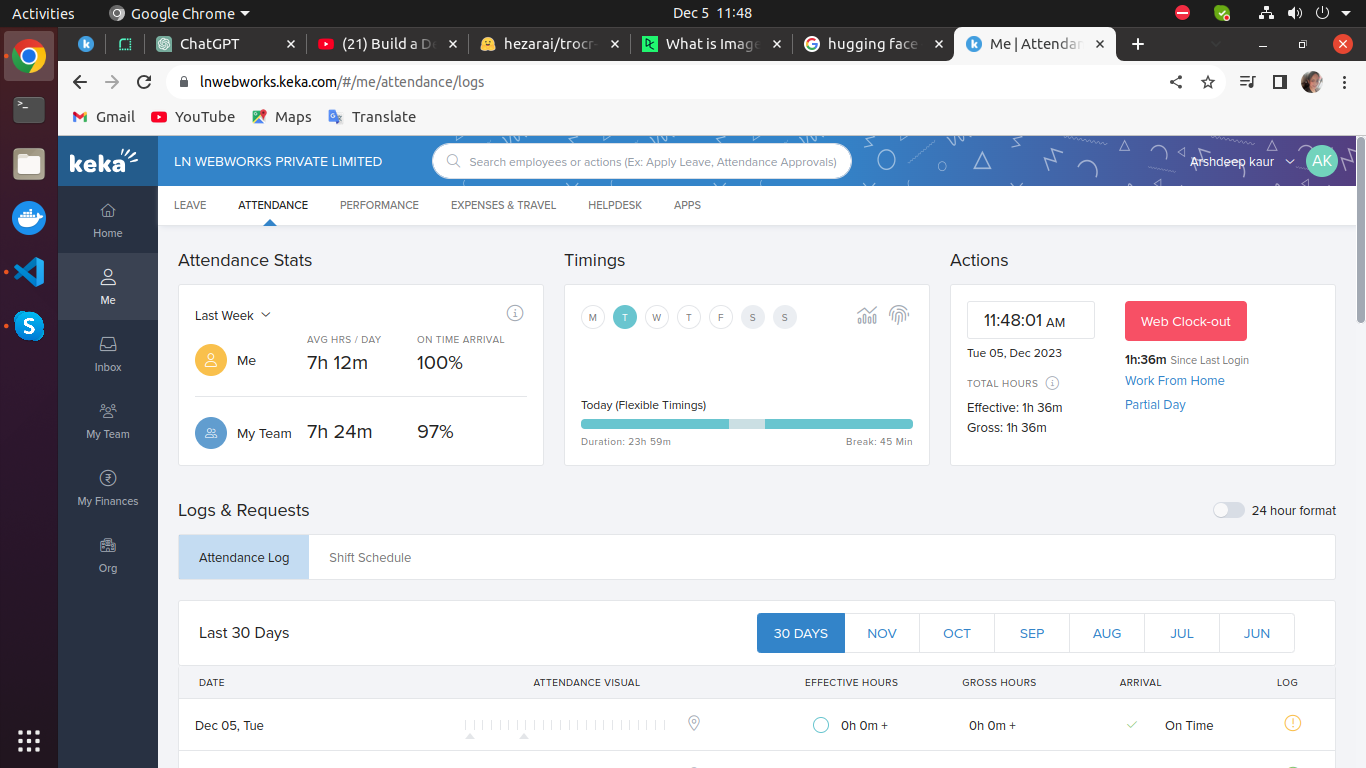 Activities
Google Chrome
Dec 5 11:48
ChatGPT
(21) Build a De
hezarai/trocr-
What is Image
hugging face
Me | Attendan
lnwebworks.keka.com/#/me/attendance/logs
Gmail
YouTube
Maps
Translate
keka
LN WEBWORKS PRIVATE LIMITED
Search employees or actions (Ex: Apply Leave, Attendance Approvals)
Arshdeep kaur
AK
Home
Me
Inbox
My Team
My Finances
Org
LEAVE
ATTENDANCE
PERFORMANCE
EXPENSES & TRAVEL
HELPDESK
APPS
Attendance Stats
Last Week
AVG HRS / DAY
ON TIME ARRIVAL
Me
7h 12m
100%
My Team
7h 24m
97%
Timings
M T W T F S S
Today (Flexible Timings)
Duration: 23h 59m
Break: 45 Min
Actions
11:48:01 AM
Tue 05, Dec 2023
TOTAL HOURS
Effective: 1h 36m
Gross: 1h 36m
Web Clock-out
1h:36m Since Last Login
Work From Home
Partial Day
Logs & Requests
24 hour format
Attendance Log
Shift Schedule
Last 30 Days
30 DAYS
NOV
OCT
SEP
AUG
JUL
JUN
DATE
ATTENDANCE VISUAL
EFFECTIVE HOURS
GROSS HOURS
ARRIVAL
LOG
Dec 05, Tue
0h 0m +
0h 0m +
On Time